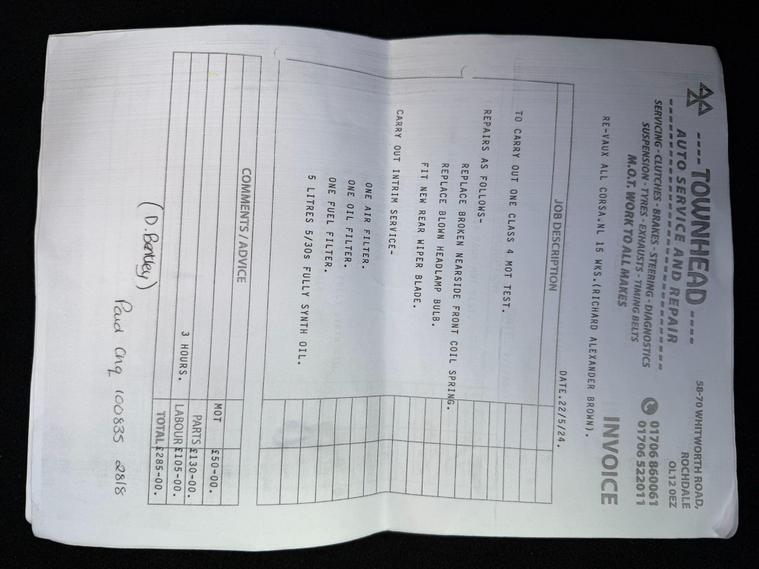 ---- TOWNHEAD ----
AUTO SERVICE AND REPAIR
SERVICING - CLUTCHES - BRAKES - STEERING - DIAGNOSTICS
SUSPENSION - TYRES - EXHAUSTS - TIMING BELTS
M.O.T. WORK TO ALL MAKES
58-70 WHITWORTH ROAD,
ROCHDALE
OL12 0EZ
01706 860061
01706 522011
INVOICE
RE-VAUX ALL CORSA.NL 15 WKS.(RICHARD ALEXANDER BROWN).
DATE.22/5/24.
JOB DESCRIPTION
TO CARRY OUT ONE CLASS 4 MOT TEST.
REPAIRS AS FOLLOWS-
REPLACE BROKEN NEARSIDE FRONT COIL SPRING.
REPLACE BLOWN HEADLAMP BULB.
FIT NEW REAR WIPER BLADE.
CARRY OUT INTRIM SERVICE-
ONE AIR FILTER.
ONE OIL FILTER.
ONE FUEL FILTER.
5 LITRES 5/30s FULLY SYNTH OIL.
COMMENTS / ADVICE
MOT £50-00.
PARTS £130-00.
3 HOURS. LABOUR £105-00.
TOTAL £285-00.
(D. Bentley)
Paid Chq 100835 28/8